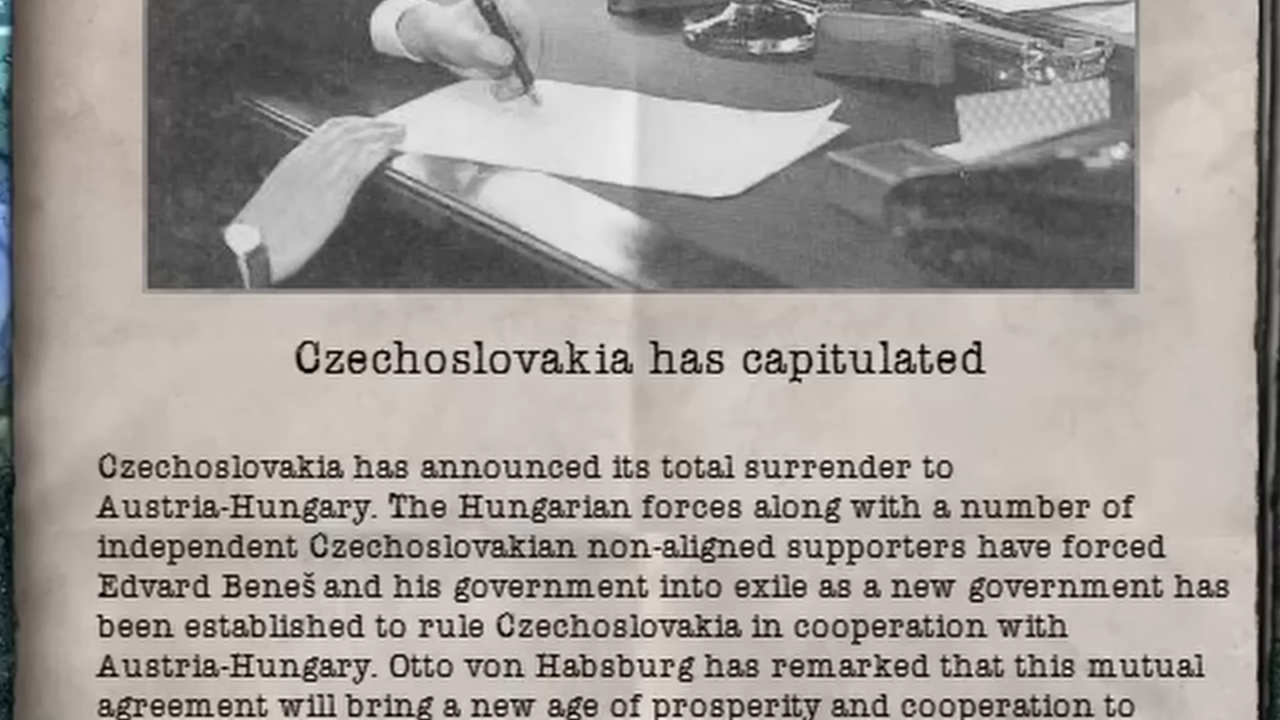 Czechoslovakia has capitulated
Czechoslovakia has announced its total surrender to
Austria-Hungary. The Hungarian forces along with a number of
independent Czechoslovakian non-aligned supporters have forced
Edvard Beneš and his government into exile as a new government has
been established to rule Czechoslovakia in cooperation with
Austria-Hungary. Otto von Habsburg has remarked that this mutual
agreement will bring a new age of prosperity and cooperation to